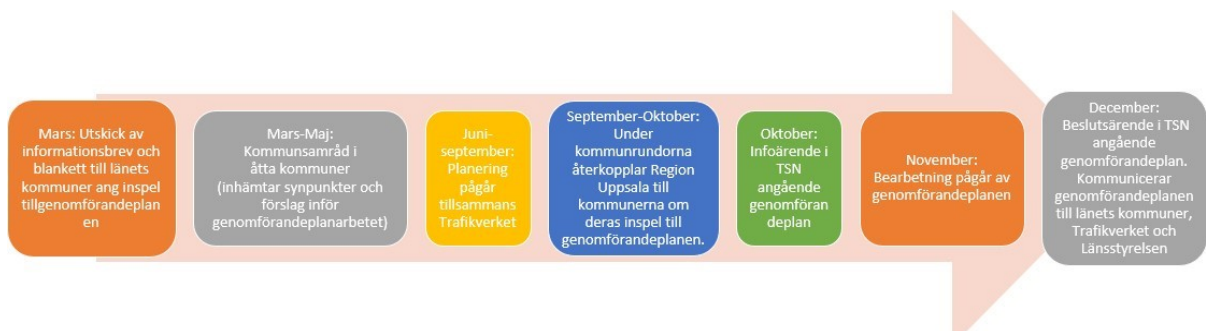 Mars: Utskick av
informationsbrev och
blankett till länets
kommuner ang inspel
tillgenomförandeplan
en
Mars-Maj:
Kommunsamråd i
åtta kommuner
(inhämtar synpunkter och
förslag inför
genomförandeplanarbetet)
Juni-
september:
Planering
pågår
tillsammans
Trafikverket
September-Oktober:
Under
kommunrundorna
återkopplar Region
Uppsala till
kommunerna om
deras inspel till
genomförandeplanen.
Oktober:
Infoärende i
TSN
angående
genomföran
deplan
November:
Bearbetning pågår av
genomförandeplanen
December:
Beslutsärende i TSN
angående
genomförandeplan.
Kommunicerar
genomförandeplanen
till länets kommuner,
Trafikverket och
Länsstyrelsen